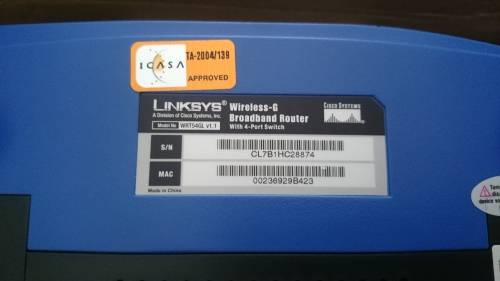 ICASA
TA-2004/139
APPROVED
LINKSYS®
A Division of Cisco Systems, Inc.
Model No WRT54GL v1.1
Wireless-G
Broadband Router
With 4-Port Switch
CISCO SYSTEMS
S/N
CL7B1HC28874
MAC
00236929B423
Made in China